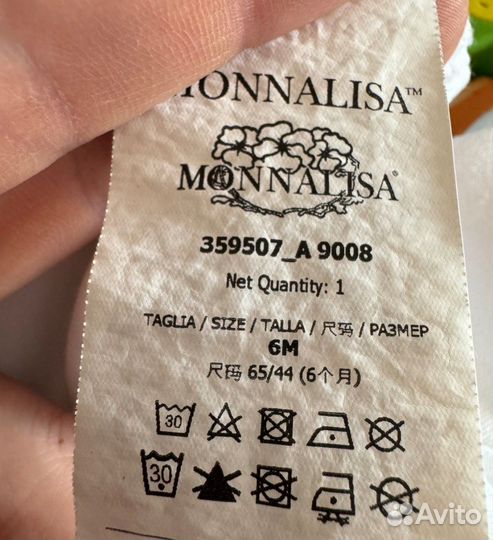 MONNALISA™
MONNALISA®
359507_A 9008
Net Quantity: 1
TAGLIA / SIZE / TALLA / 尺码 / РАЗМЕР
6M
尺码 65/44 (6个月)
30
30
Avito